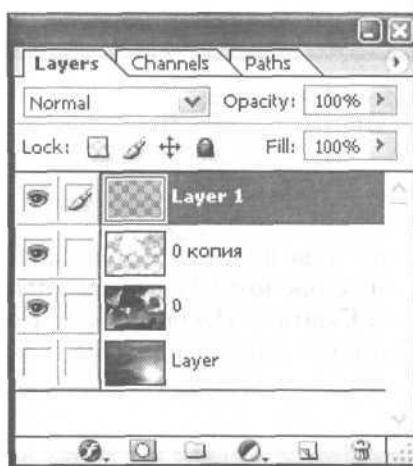 Layers Channels Paths
Normal Opacity: 100%
Lock: Fill: 100%
Layer 1
0 копия
0
Layer